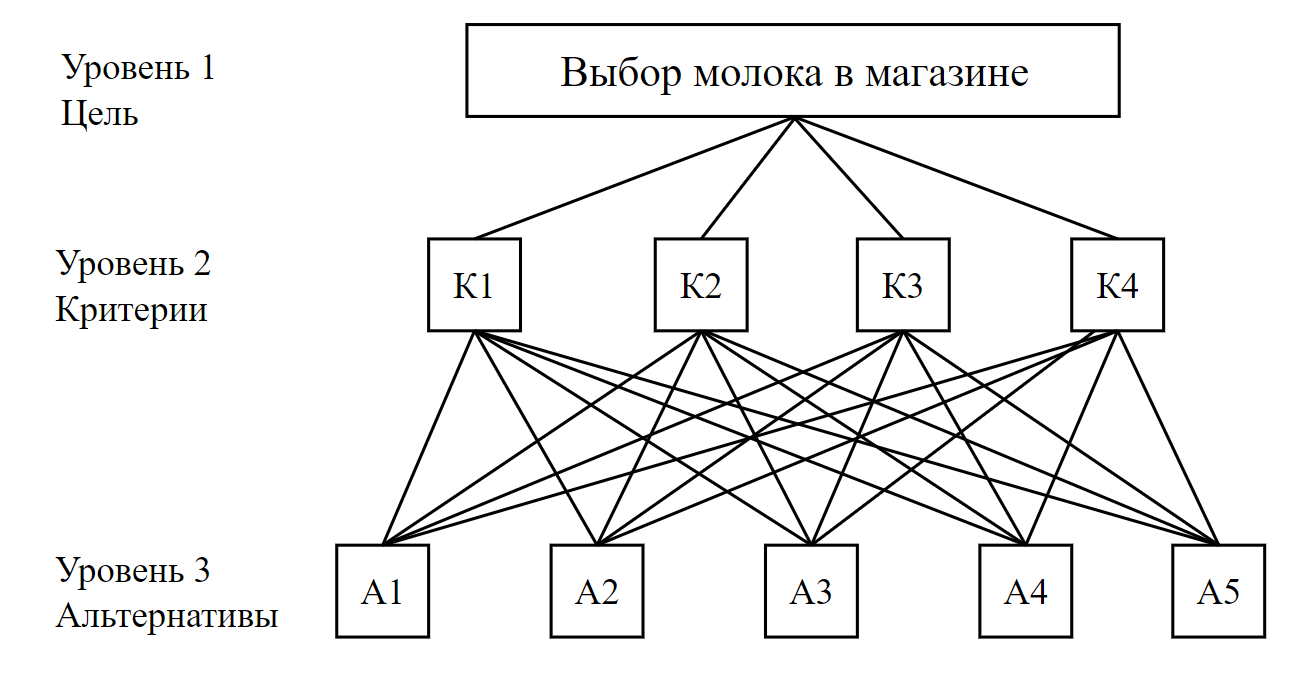 Уровень 1
Цель
Выбор молока в магазине
Уровень 2
Критерии
К1
К2
К3
К4
Уровень 3
Альтернативы
А1
А2
А3
А4
А5